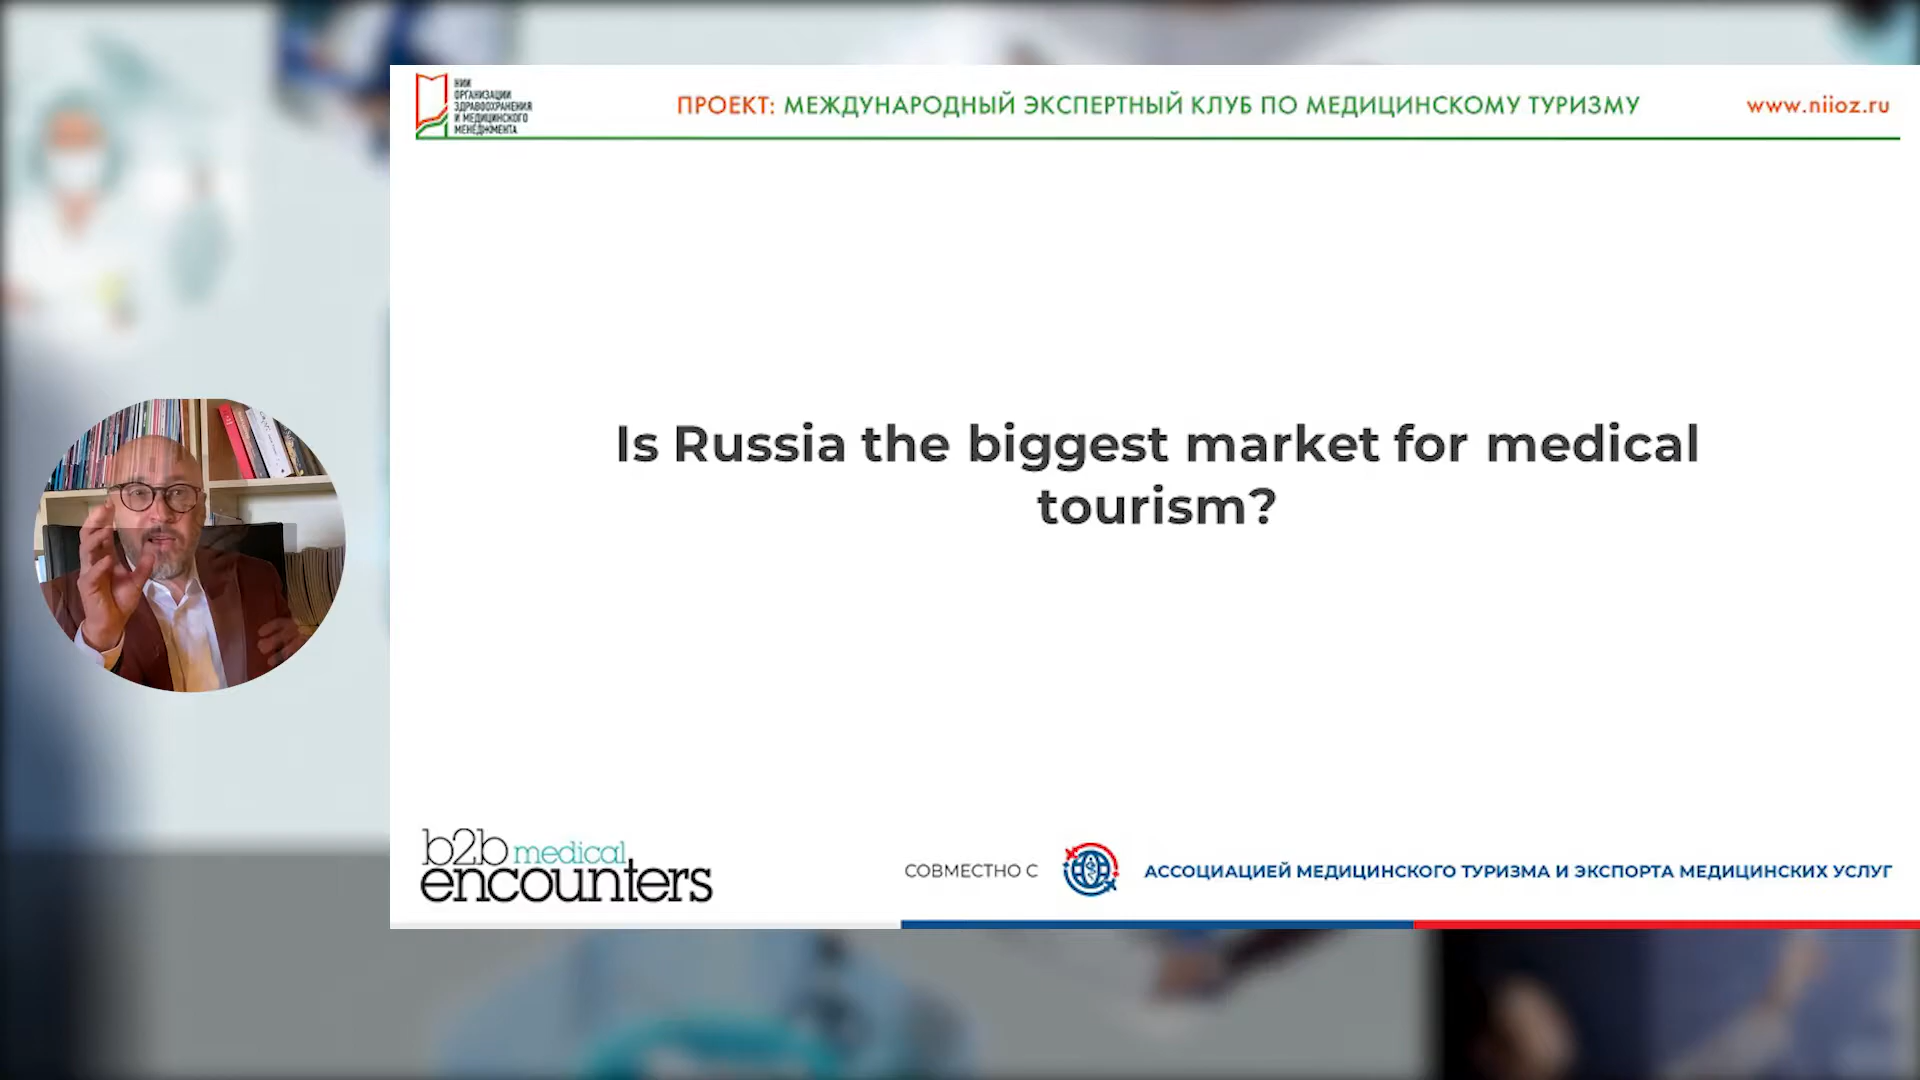 НИИ
ОРГАНИЗАЦИИ
ЗДРАВООХРАНЕНИЯ
И МЕДИЦИНСКОГО
МЕНЕДЖМЕНТА
ПРОЕКТ: МЕЖДУНАРОДНЫЙ ЭКСПЕРТНЫЙ КЛУБ ПО МЕДИЦИНСКОМУ ТУРИЗМУ
www.niioz.ru
Is Russia the biggest market for medical
tourism?
b2b medical
encounters
СОВМЕСТНО С
АССОЦИАЦИЕЙ МЕДИЦИНСКОГО ТУРИЗМА И ЭКСПОРТА МЕДИЦИНСКИХ УСЛУГ